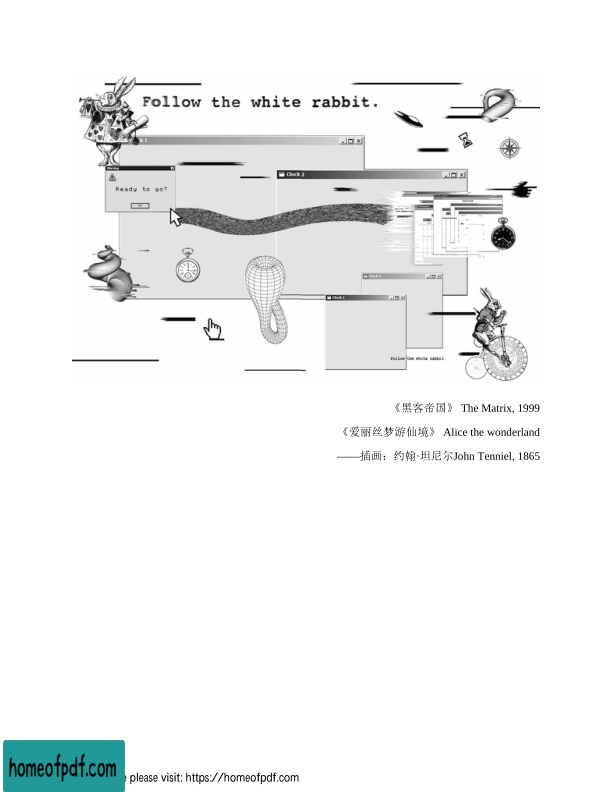 Follow the white rabbit.
Ready to go?
Clock 2
Clock 3
Follow the white rabbit.
《黑客帝国》 The Matrix, 1999
《爱丽丝梦游仙境》 Alice the wonderland
——插画：约翰·坦尼尔John Tenniel, 1865
homeofpdf.com
please visit: https://homeofpdf.com